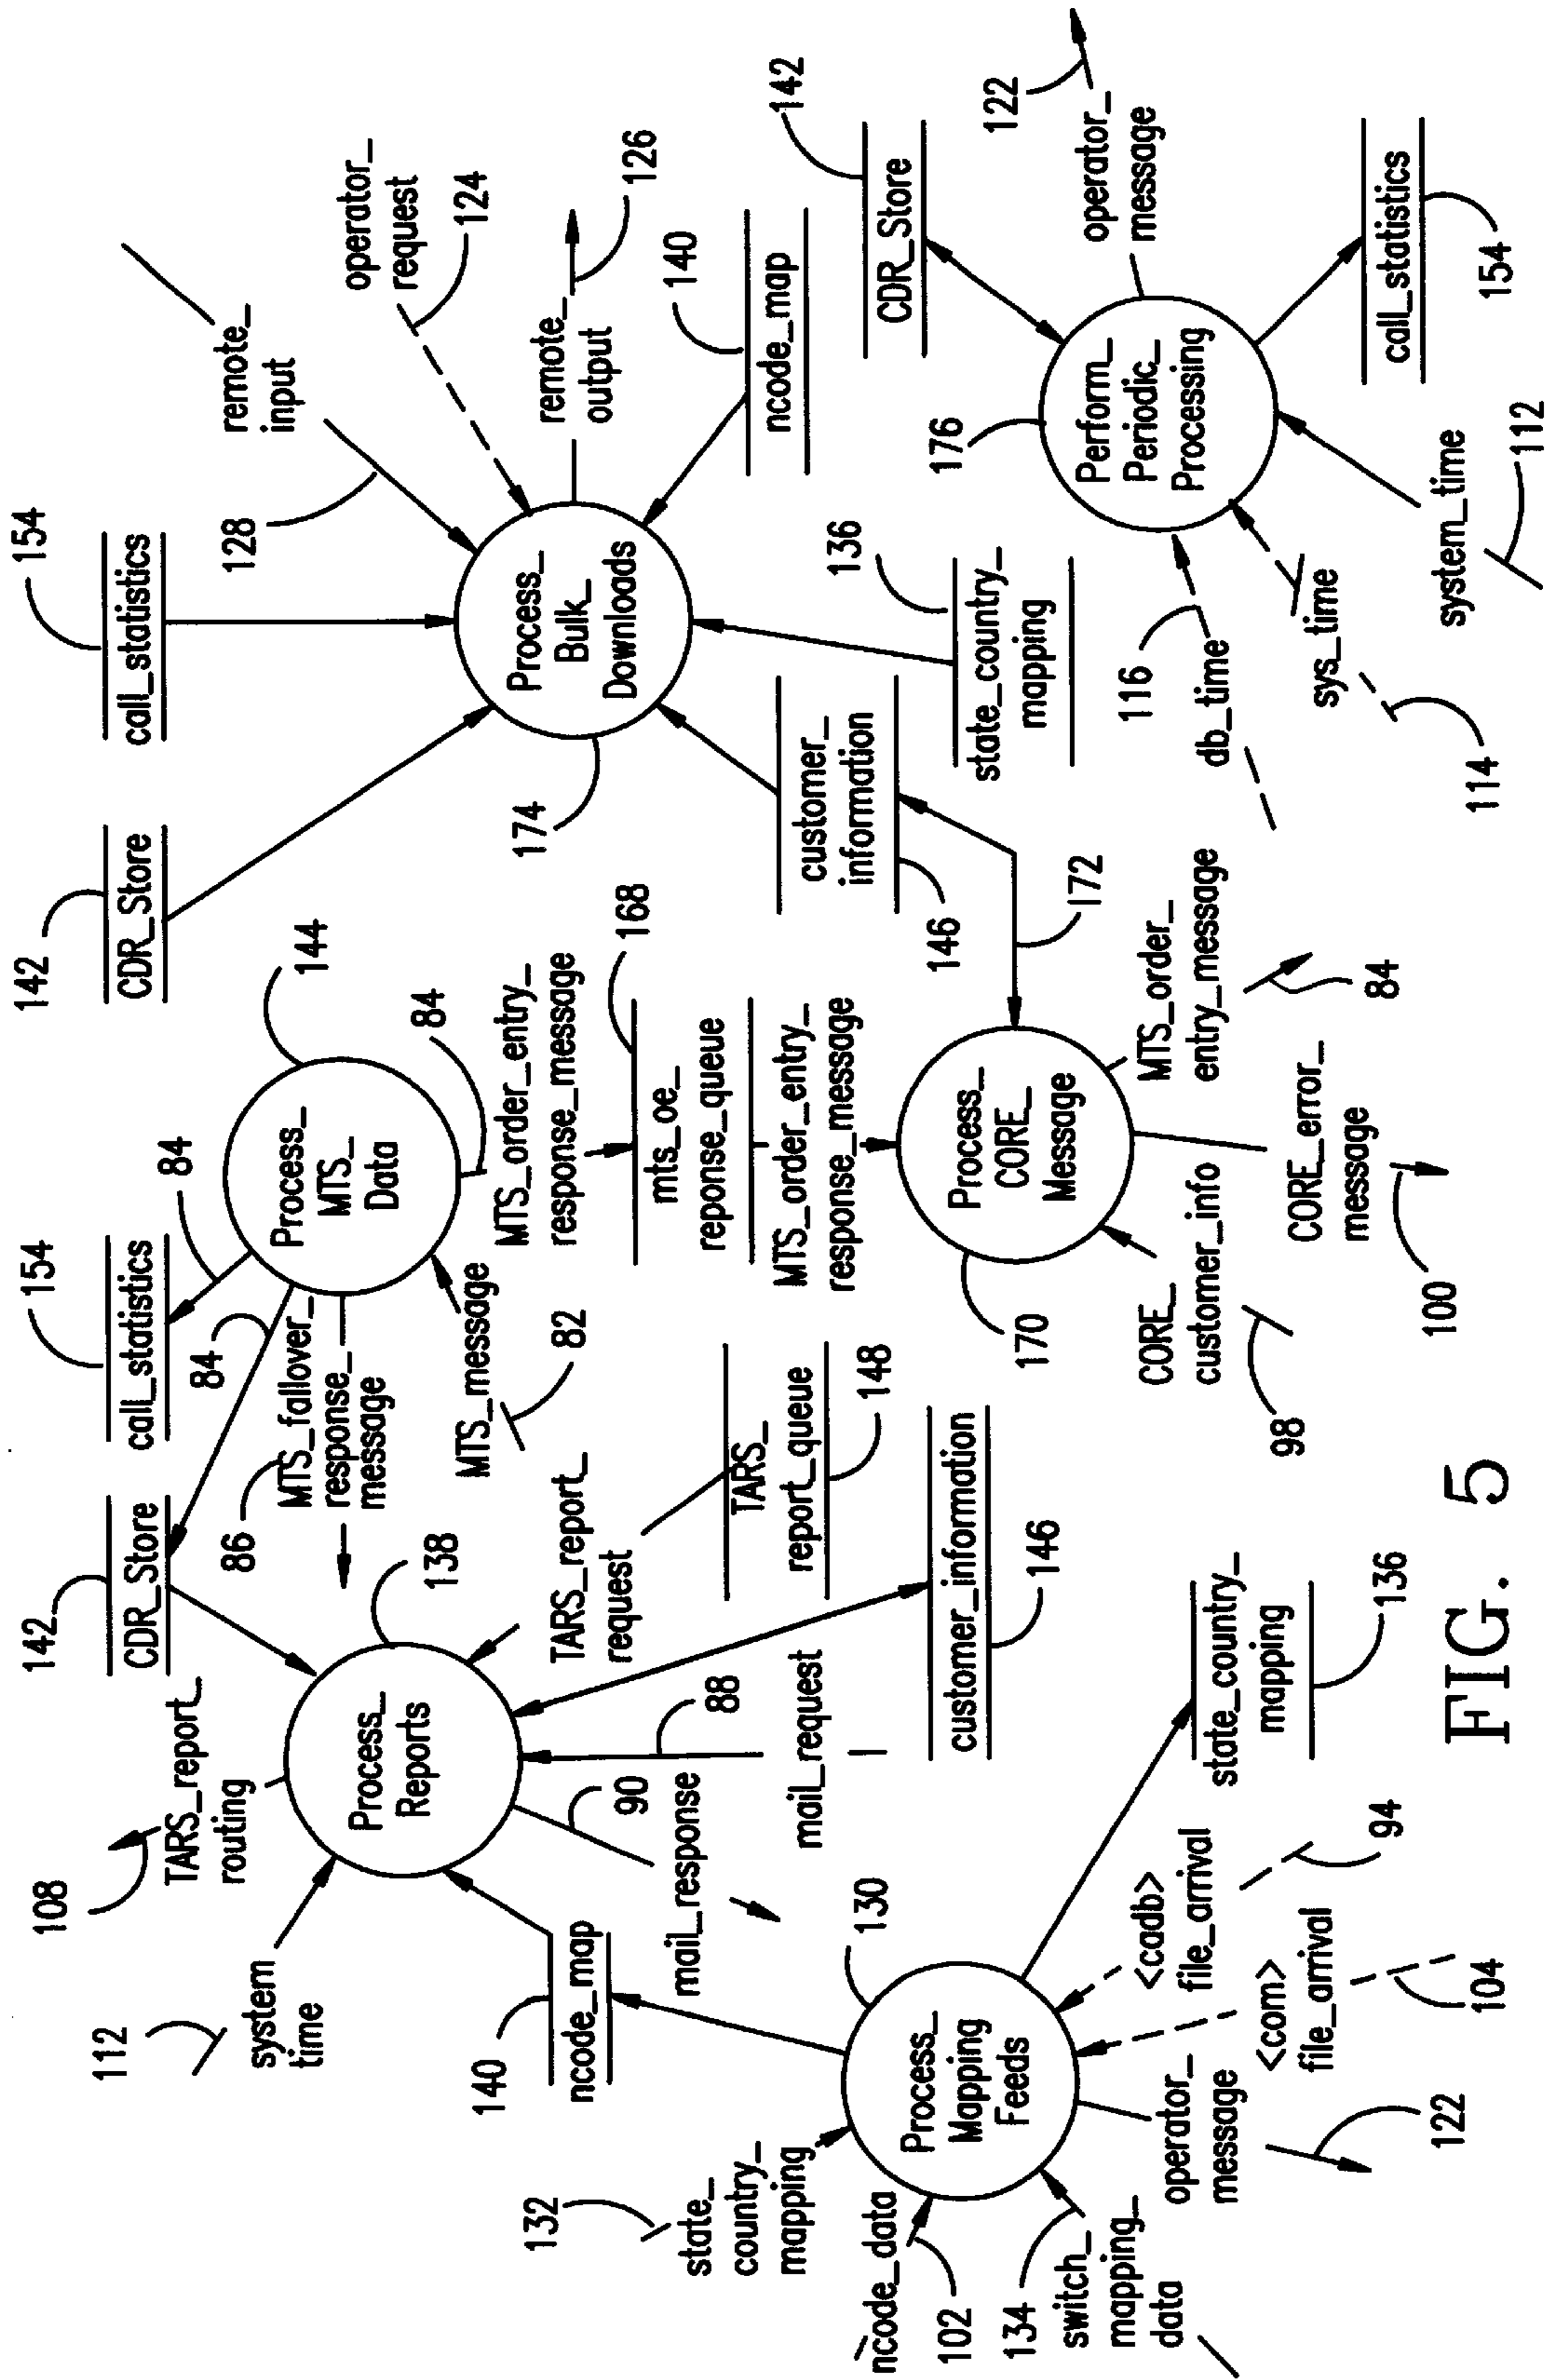 142
CDR_Store
154
call_statistics
84
84
86
MTS_fallover_
response_
message
144
Process_
MTS_
Data
84
MTS_order_entry_
response_message
MTS_message
82
168
mts_oe_
reponse_queue
MTS_order_entry_
response_message
108
TARS_report_
routing
112
system
time
138
Process_
Reports
TARS_report_
request
TARS_
report_queue
148
88
mail_request
90
mail_response
customer_information
146
140
ncode_map
132
state_
country_
mapping
ncode_data
102
134
switch_
mapping_
data
130
Process_
Mapping
Feeds
operator_
message
122
<com>
file_arrival
104
<cadb>
file_arrival
94
state_country_
mapping
136
142
CDR_Store
154
call_statistics
128
remote_
input
operator_
request
124
remote_
output
126
140
ncode_map
174
Process_
Bulk_
Downloads
136
state_country_
mapping
customer_
information
146
172
170
Process_
CORE_
Message
CORE_
customer_info
98
CORE_error_
message
100
MTS_order_
entry_message
84
142
CDR_Store
122
operator_
message
176
Perform_
Periodic_
Processing
116
db_time
sys_time
114
system_time
112
call_statistics
154
FIG. 5